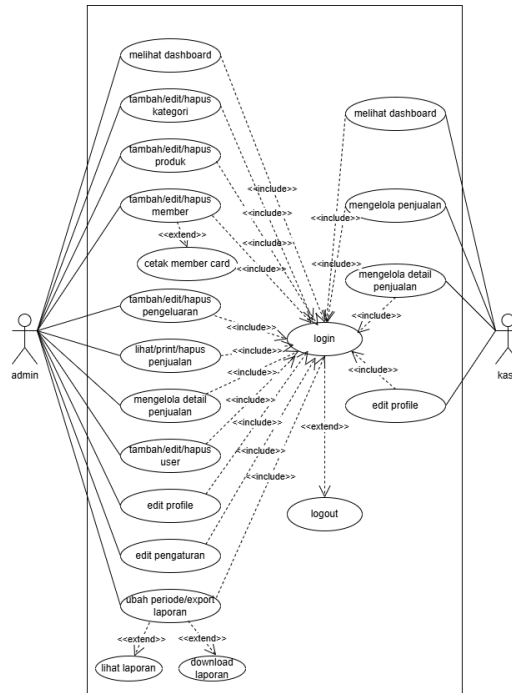 melihat dashboard
tambah/edit/hapus
kategori
melihat dashboard
tambah/edit/hapus
produk
<<include>>
tambah/edit/hapus
member
<<include>>
mengelola penjualan
<<include>>
<<include>>
<<extend>>
cetak member card
<<include>>
<<include>>
<<include>>
mengelola detail
penjualan
tambah/edit/hapus
pengeluaran
<<include>>
<<include>>
login
lihat/print/hapus
penjualan
<<include>>
<<include>>
admin
kas
mengelola detail
penjualan
<<include>>
<<include>>
edit profile
<<extend>>
tambah/edit/hapus
user
<<include>>
<<include>>
<<include>>
edit profile
logout
edit pengaturan
ubah periode/export
laporan
<<extend>>
<<extend>>
lihat laporan
download
laporan